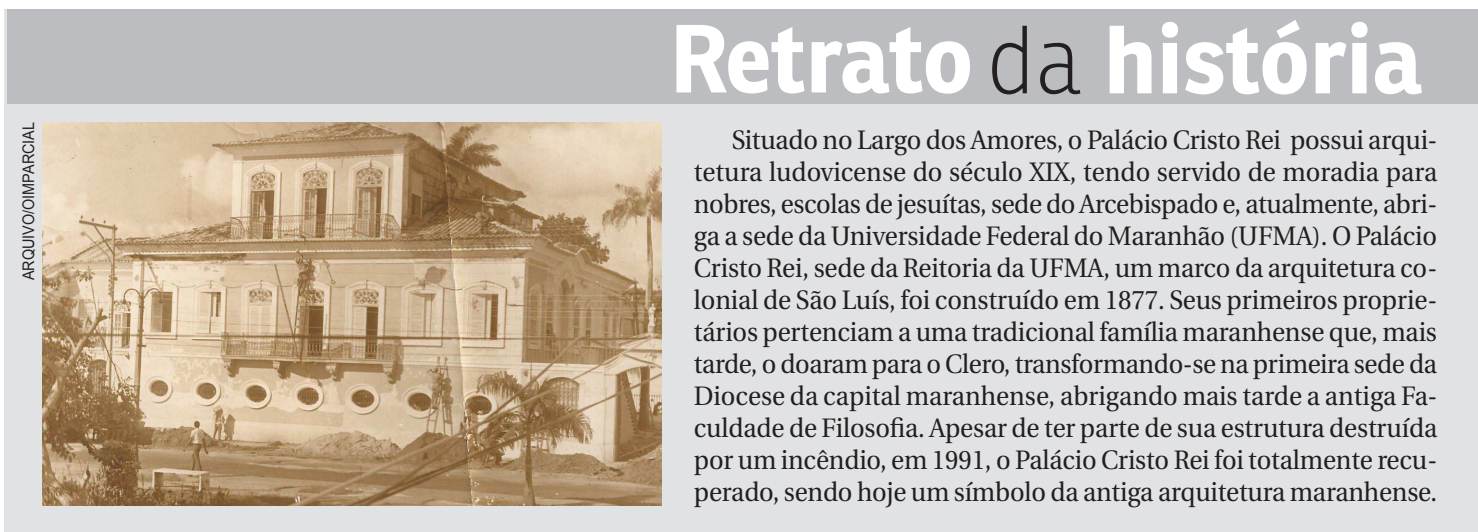 Retrato da história
ARQUIVO/OIMPARCIAL
Situado no Largo dos Amores, o Palácio Cristo Rei possui arqui-
tetura ludovicense do século XIX, tendo servido de moradia para
nobres, escolas de jesuítas, sede do Arcebispado e, atualmente, abri-
ga a sede da Universidade Federal do Maranhão (UFMA). O Palácio
Cristo Rei, sede da Reitoria da UFMA, um marco da arquitetura co-
lonial de São Luís, foi construído em 1877. Seus primeiros proprie-
tários pertenciam a uma tradicional família maranhense que, mais
tarde, o doaram para o Clero, transformando-se na primeira sede da
Diocese da capital maranhense, abrigando mais tarde a antiga Fa-
culdade de Filosofia. Apesar de ter parte de sua estrutura destruída
por um incêndio, em 1991, o Palácio Cristo Rei foi totalmente recu-
perado, sendo hoje um símbolo da antiga arquitetura maranhense.